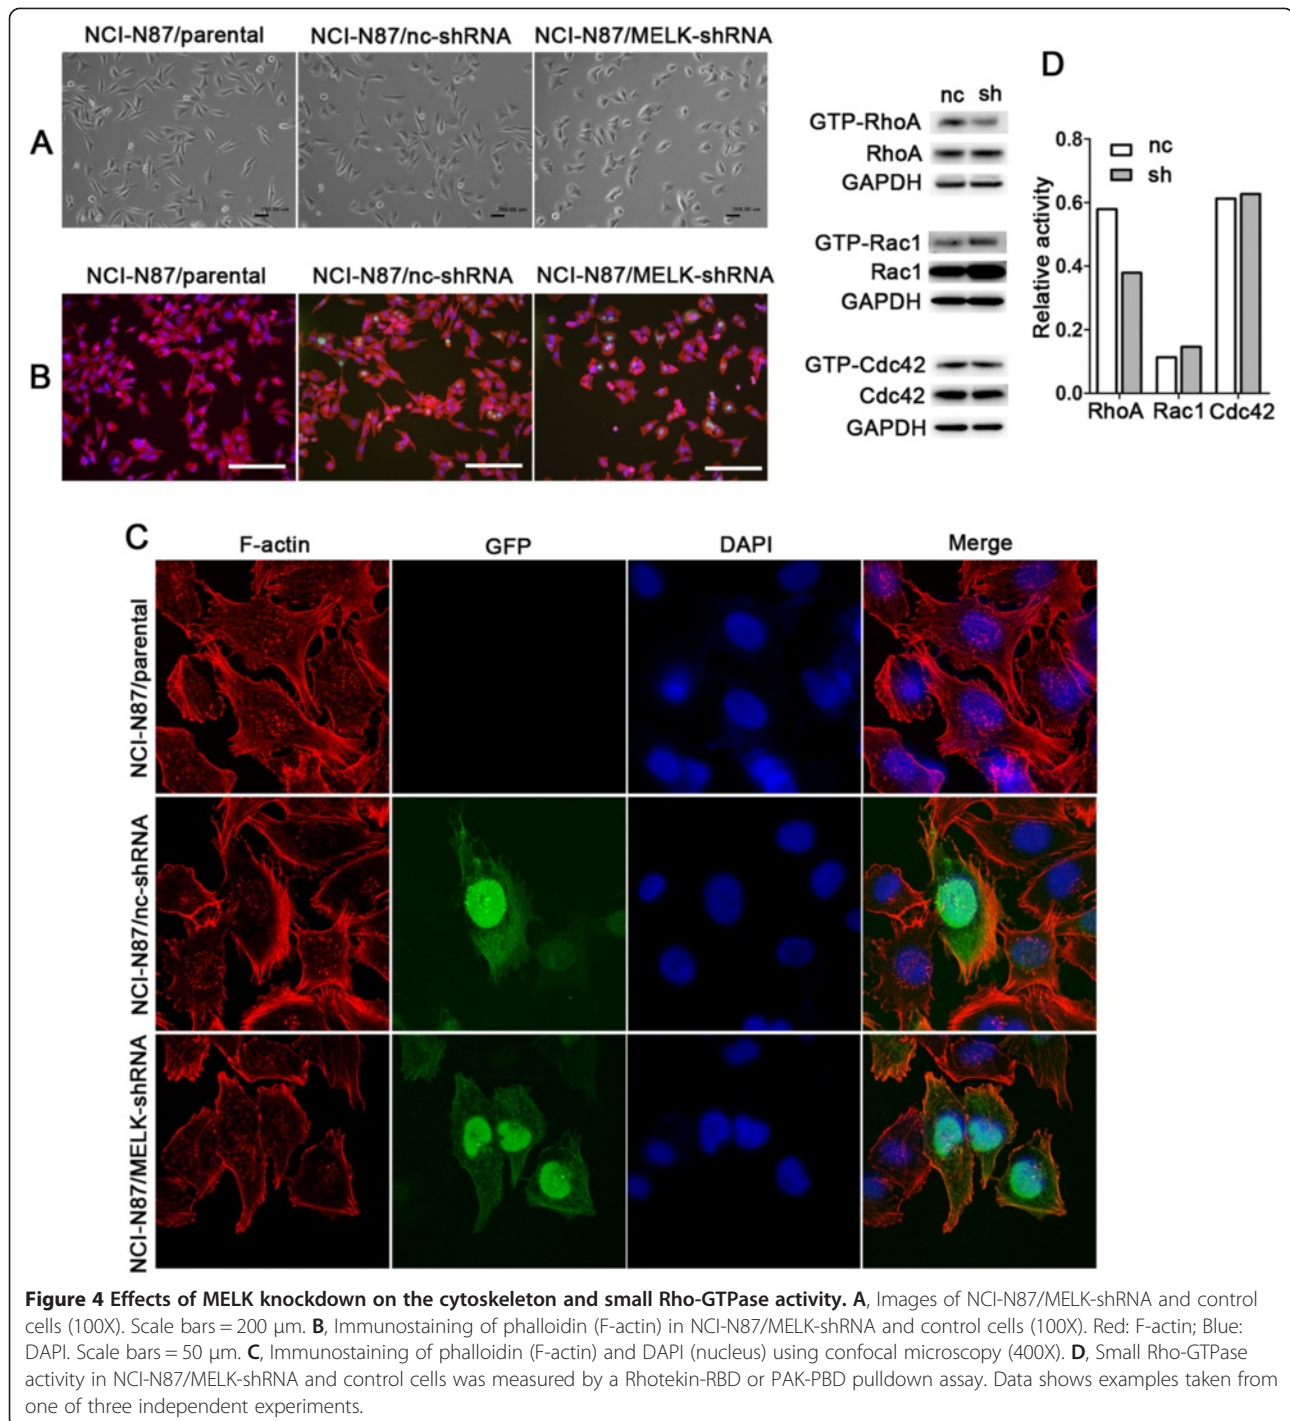 NCI-N87/parental NCI-N87/nc-shRNA NCI-N87/MELK-shRNA
A
NCI-N87/parental NCI-N87/nc-shRNA NCI-N87/MELK-shRNA
B
nc sh
GTP-RhoA
RhoA
GAPDH
GTP-Rac1
Rac1
GAPDH
GTP-Cdc42
Cdc42
GAPDH
D
nc
sh
Relative activity
0.8
0.6
0.4
0.2
0.0
RhoA Rac1 Cdc42
C
F-actin GFP DAPI Merge
NCI-N87/parental
NCI-N87/nc-shRNA
NCI-N87/MELK-shRNA
Figure 4 Effects of MELK knockdown on the cytoskeleton and small Rho-GTPase activity. A, Images of NCI-N87/MELK-shRNA and control
cells (100X). Scale bars = 200 μm. B, Immunostaining of phalloidin (F-actin) in NCI-N87/MELK-shRNA and control cells (100X). Red: F-actin; Blue:
DAPI. Scale bars = 50 μm. C, Immunostaining of phalloidin (F-actin) and DAPI (nucleus) using confocal microscopy (400X). D, Small Rho-GTPase
activity in NCI-N87/MELK-shRNA and control cells was measured by a Rhotekin-RBD or PAK-PBD pulldown assay. Data shows examples taken from
one of three independent experiments.